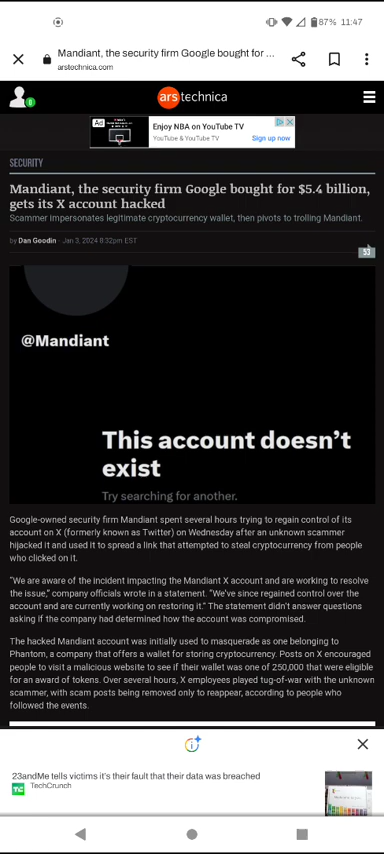 87% 11:47
Mandiant, the security firm Google bought for ...
arstechnica.com
0
ars technica
Ad
Enjoy NBA on YouTube TV
YouTube & YouTube TV
Sign up now
SECURITY
Mandiant, the security firm Google bought for $5.4 billion,
gets its X account hacked
Scammer impersonates legitimate cryptocurrency wallet, then pivots to trolling Mandiant.
by Dan Goodin - Jan 3, 2024 8:32pm EST
53
@Mandiant
This account doesn't
exist
Try searching for another.
Google-owned security firm Mandiant spent several hours trying to regain control of its
account on X (formerly known as Twitter) on Wednesday after an unknown scammer
hijacked it and used it to spread a link that attempted to steal cryptocurrency from people
who clicked on it.
"We are aware of the incident impacting the Mandiant X account and are working to resolve
the issue," company officials wrote in a statement. "We've since regained control over the
account and are currently working on restoring it." The statement didn't answer questions
asking if the company had determined how the account was compromised.
The hacked Mandiant account was initially used to masquerade as one belonging to
Phantom, a company that offers a wallet for storing cryptocurrency. Posts on X encouraged
people to visit a malicious website to see if their wallet was one of 250,000 that were eligible
for an award of tokens. Over several hours, X employees played tug-of-war with the unknown
scammer, with scam posts being removed only to reappear, according to people who
followed the events.
23andMe tells victims it's their fault that their data was breached
TechCrunch